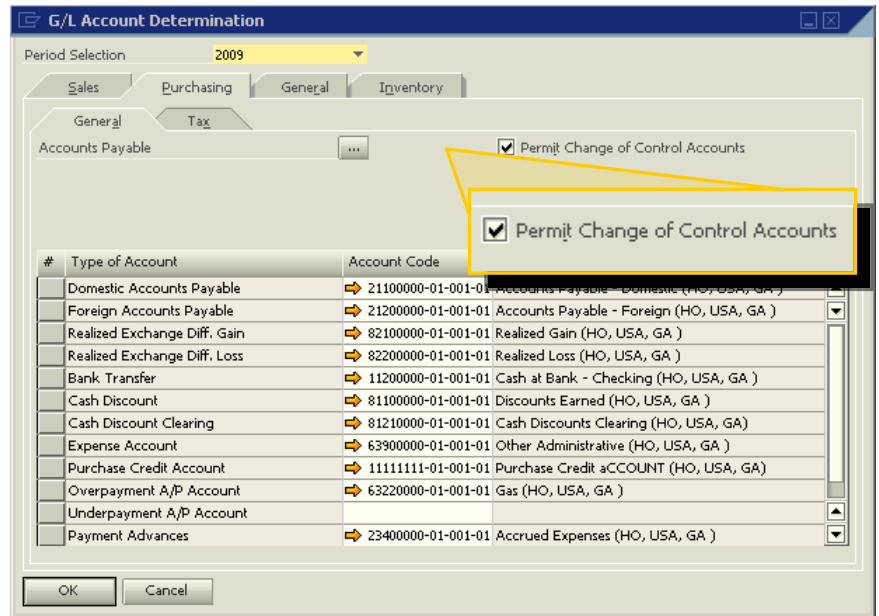 G/L Account Determination
Period Selection 2009
Sales Purchasing General Inventory
General Tax
Accounts Payable ... Permit Change of Control Accounts
Permit Change of Control Accounts
# Type of Account Account Code
Domestic Accounts Payable 21100000-01-001-01 Accounts Payable - Domestic (HO, USA, GA )
Foreign Accounts Payable 21200000-01-001-01 Accounts Payable - Foreign (HO, USA, GA )
Realized Exchange Diff. Gain 82100000-01-001-01 Realized Gain (HO, USA, GA )
Realized Exchange Diff. Loss 82200000-01-001-01 Realized Loss (HO, USA, GA )
Bank Transfer 11200000-01-001-01 Cash at Bank - Checking (HO, USA, GA )
Cash Discount 81100000-01-001-01 Discounts Earned (HO, USA, GA )
Cash Discount Clearing 81210000-01-001-01 Cash Discounts Clearing (HO, USA, GA)
Expense Account 63900000-01-001-01 Other Administrative (HO, USA, GA )
Purchase Credit Account 11111111-01-001-01 Purchase Credit aCCOUNT (HO, USA, GA)
Overpayment A/P Account 63220000-01-001-01 Gas (HO, USA, GA )
Underpayment A/P Account
Payment Advances 23400000-01-001-01 Accrued Expenses (HO, USA, GA )
OK Cancel